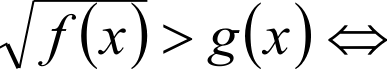 √f(x) > g(x) ⇔